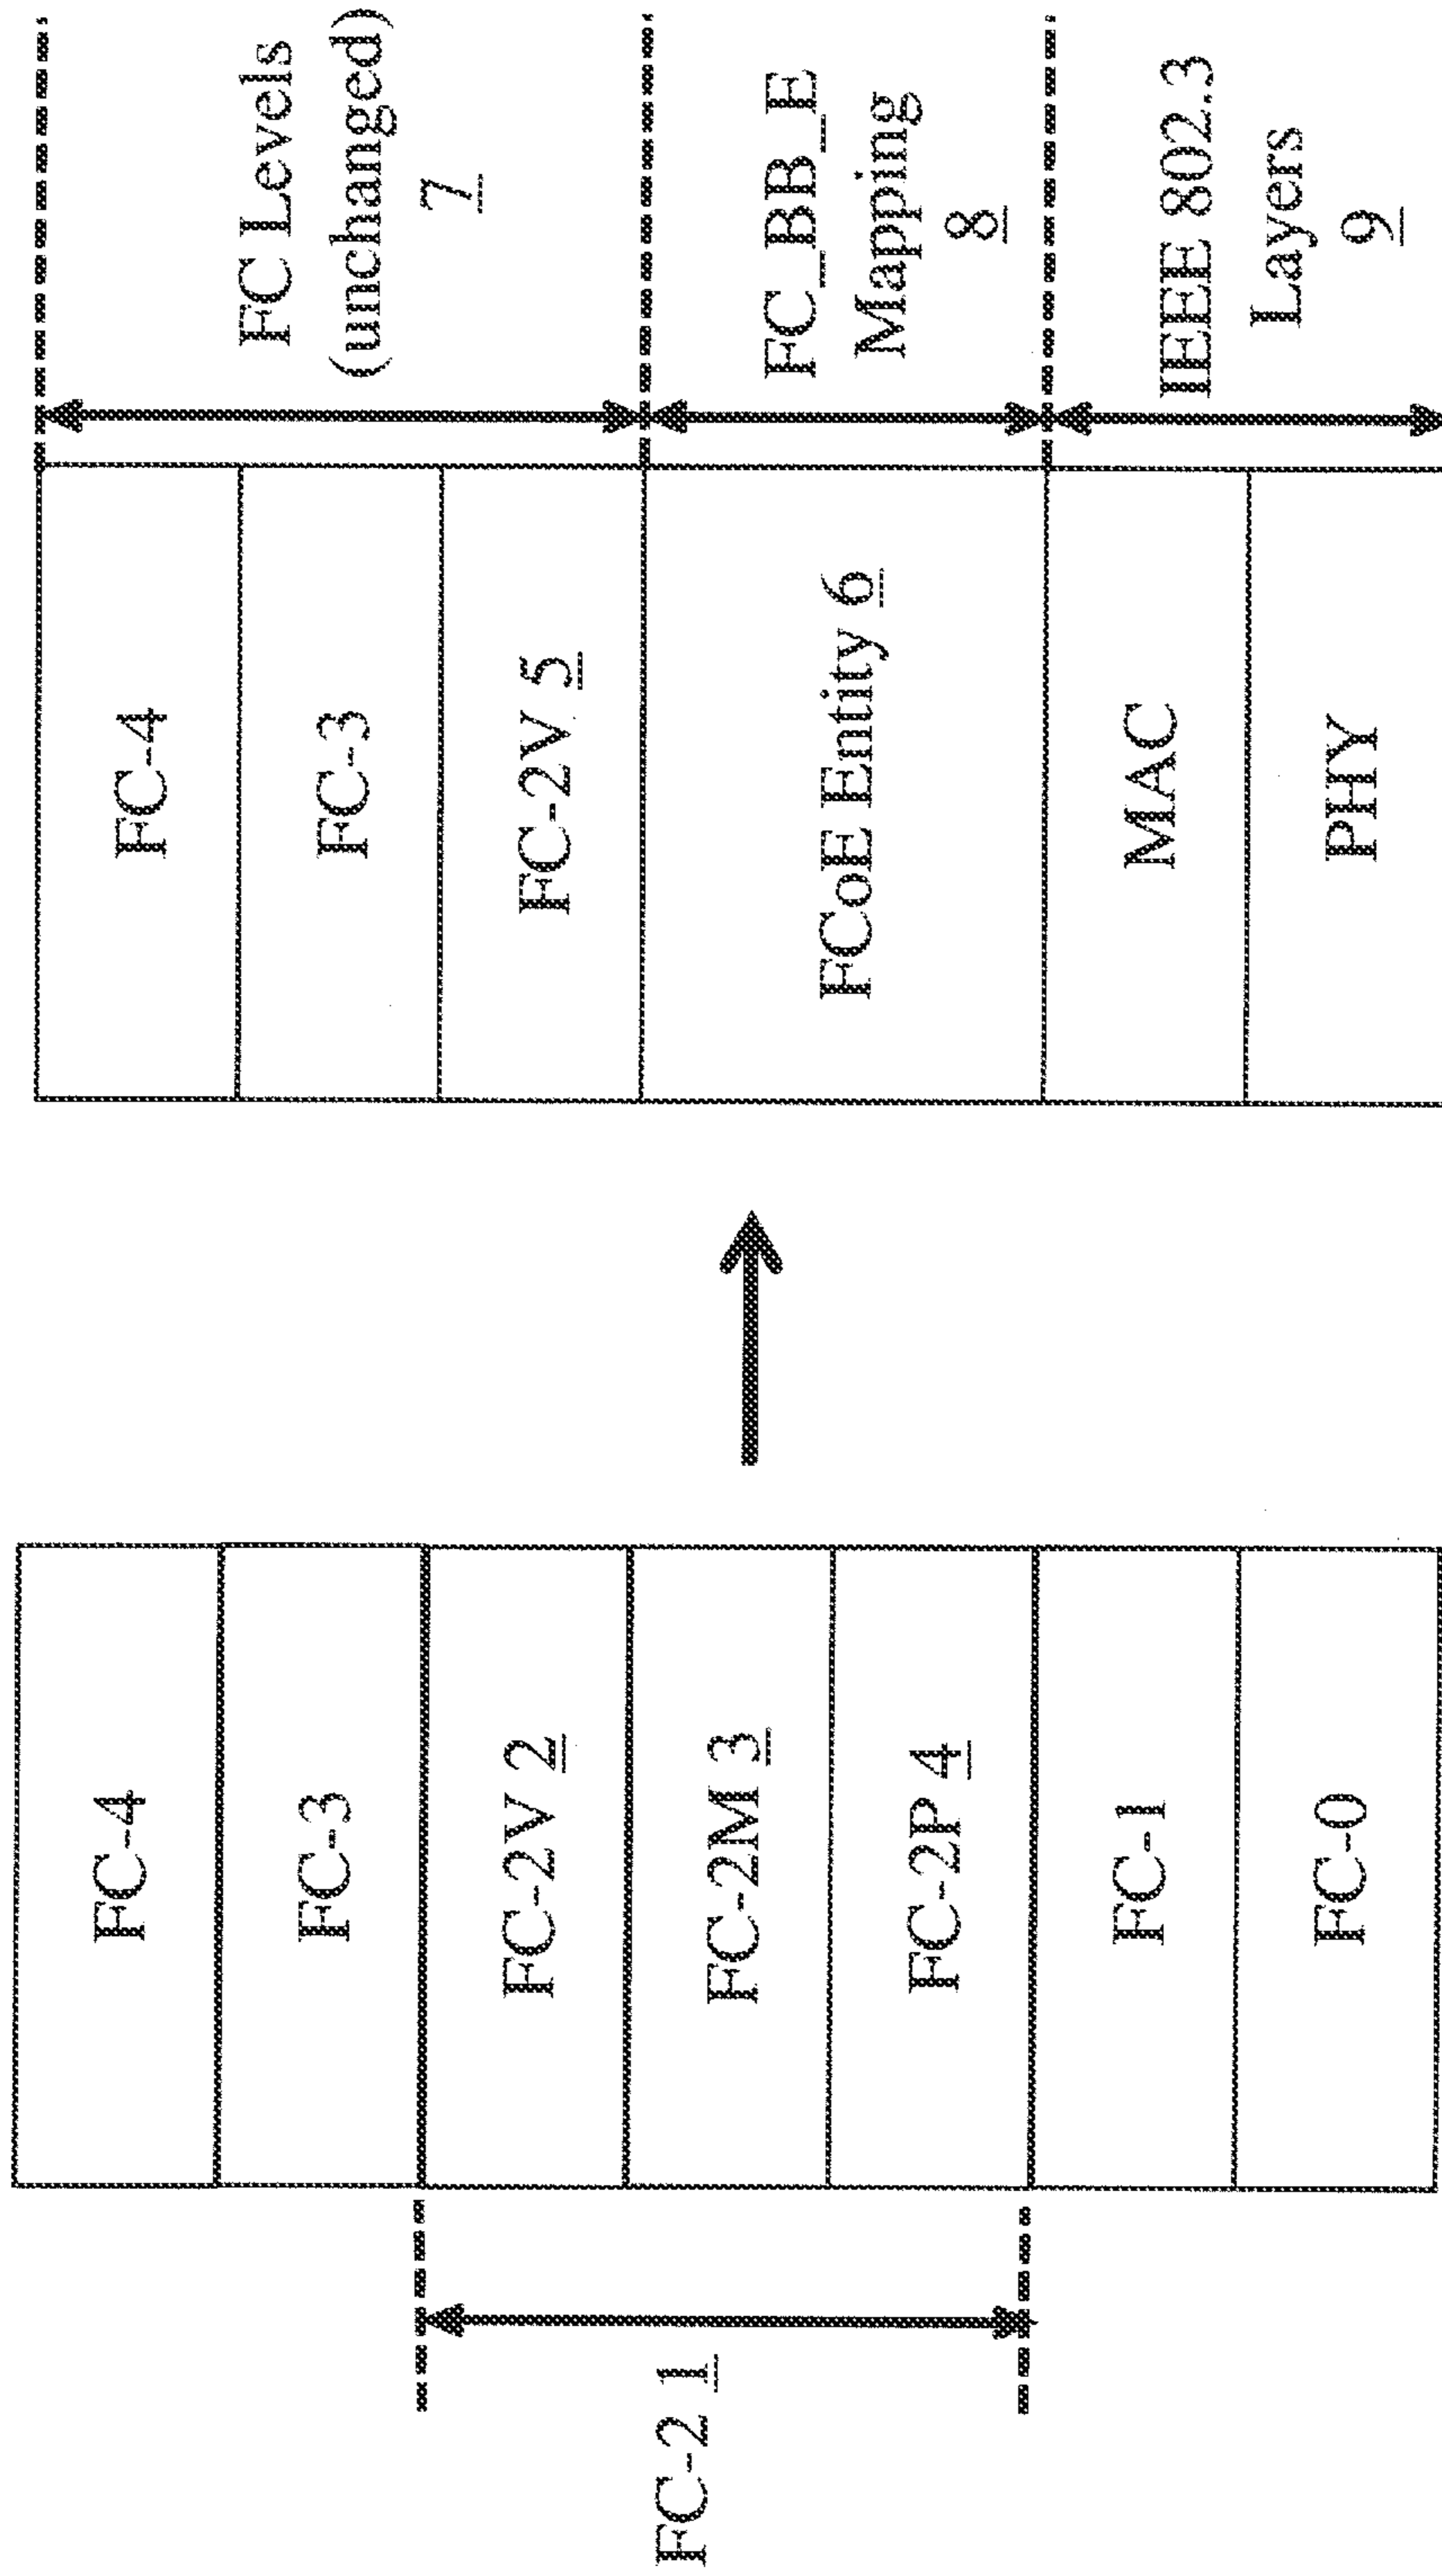 FC-2 1
FC-4
FC-3
FC-2V 2
FC-2M 3
FC-2P 4
FC-1
FC-0
FC-4
FC-3
FC-2V 5
FCoE Entity 6
MAC
PHY
FC Levels
(unchanged)
7
FC_BB_E
Mapping
8
IEEE 802.3
Layers
9